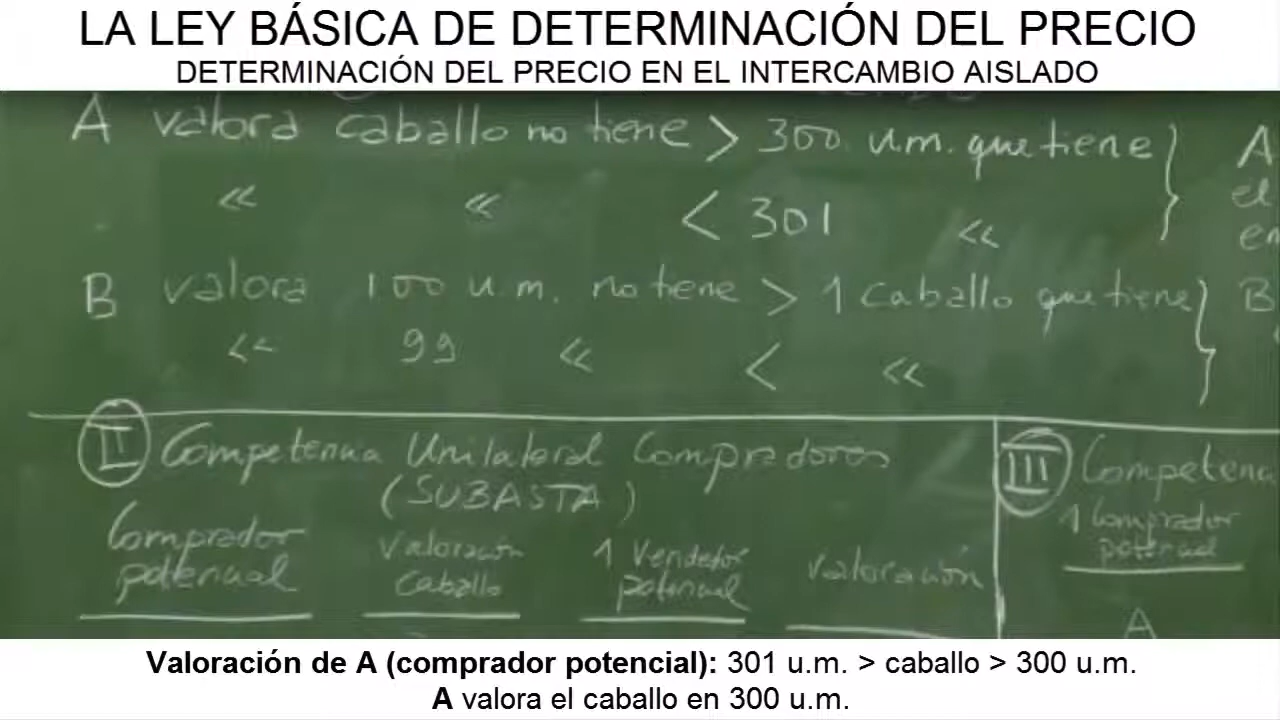 LA LEY BÁSICA DE DETERMINACIÓN DEL PRECIO
DETERMINACIÓN DEL PRECIO EN EL INTERCAMBIO AISLADO
A valora caballo no tiene > 300 u.m. que tiene } A
« « < 301 « el
en
B valora 100 u.m. no tiene > 1 caballo que tiene } B
« 99 « < «
II Competencia Unilateral Compradores
(SUBASTA)
III Competenc
Comprador potencial
Valoración caballo
1 Vendedor potencial
valoración
1 Comprador potencial
A
Valoración de A (comprador potencial): 301 u.m. > caballo > 300 u.m.
A valora el caballo en 300 u.m.